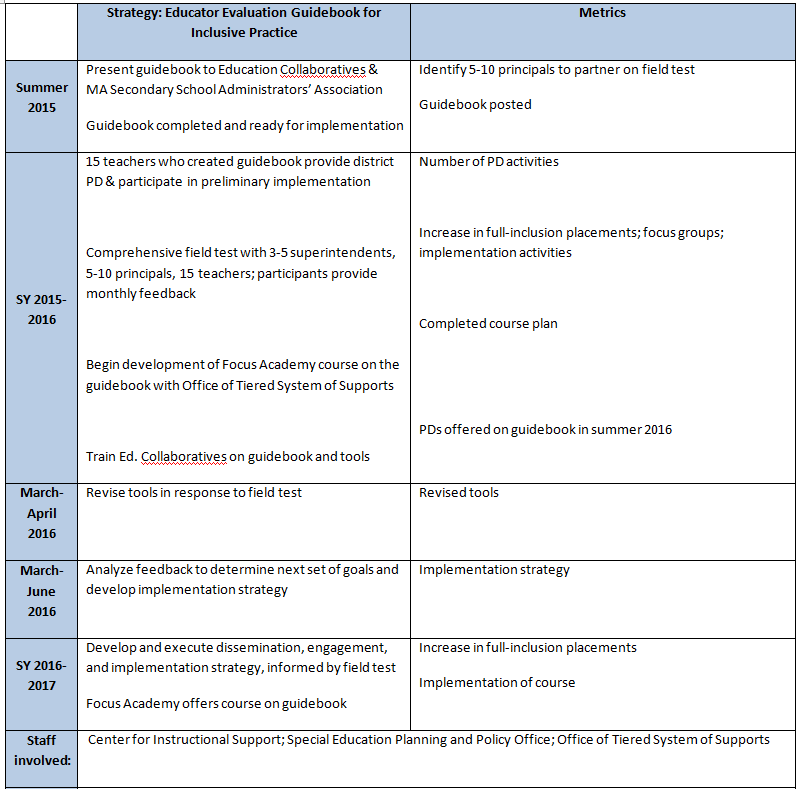 Strategy: Educator Evaluation Guidebook for
Inclusive Practice
Metrics
Summer
2015
Present guidebook to Education Collaboratives &
MA Secondary School Administrators’ Association
Guidebook completed and ready for implementation
Identify 5-10 principals to partner on field test
Guidebook posted
SY 2015-
2016
15 teachers who created guidebook provide district
PD & participate in preliminary implementation
Comprehensive field test with 3-5 superintendents,
5-10 principals, 15 teachers; participants provide
monthly feedback
Begin development of Focus Academy course on the
guidebook with Office of Tiered System of Supports
Train Ed. Collaboratives on guidebook and tools
Number of PD activities
Increase in full-inclusion placements; focus groups;
implementation activities
Completed course plan
PDs offered on guidebook in summer 2016
March-
April
2016
Revise tools in response to field test
Revised tools
March-
June
2016
Analyze feedback to determine next set of goals and
develop implementation strategy
Implementation strategy
SY 2016-
2017
Develop and execute dissemination, engagement,
and implementation strategy, informed by field test
Focus Academy offers course on guidebook
Increase in full-inclusion placements
Implementation of course
Staff
involved:
Center for Instructional Support; Special Education Planning and Policy Office; Office of Tiered System of Supports